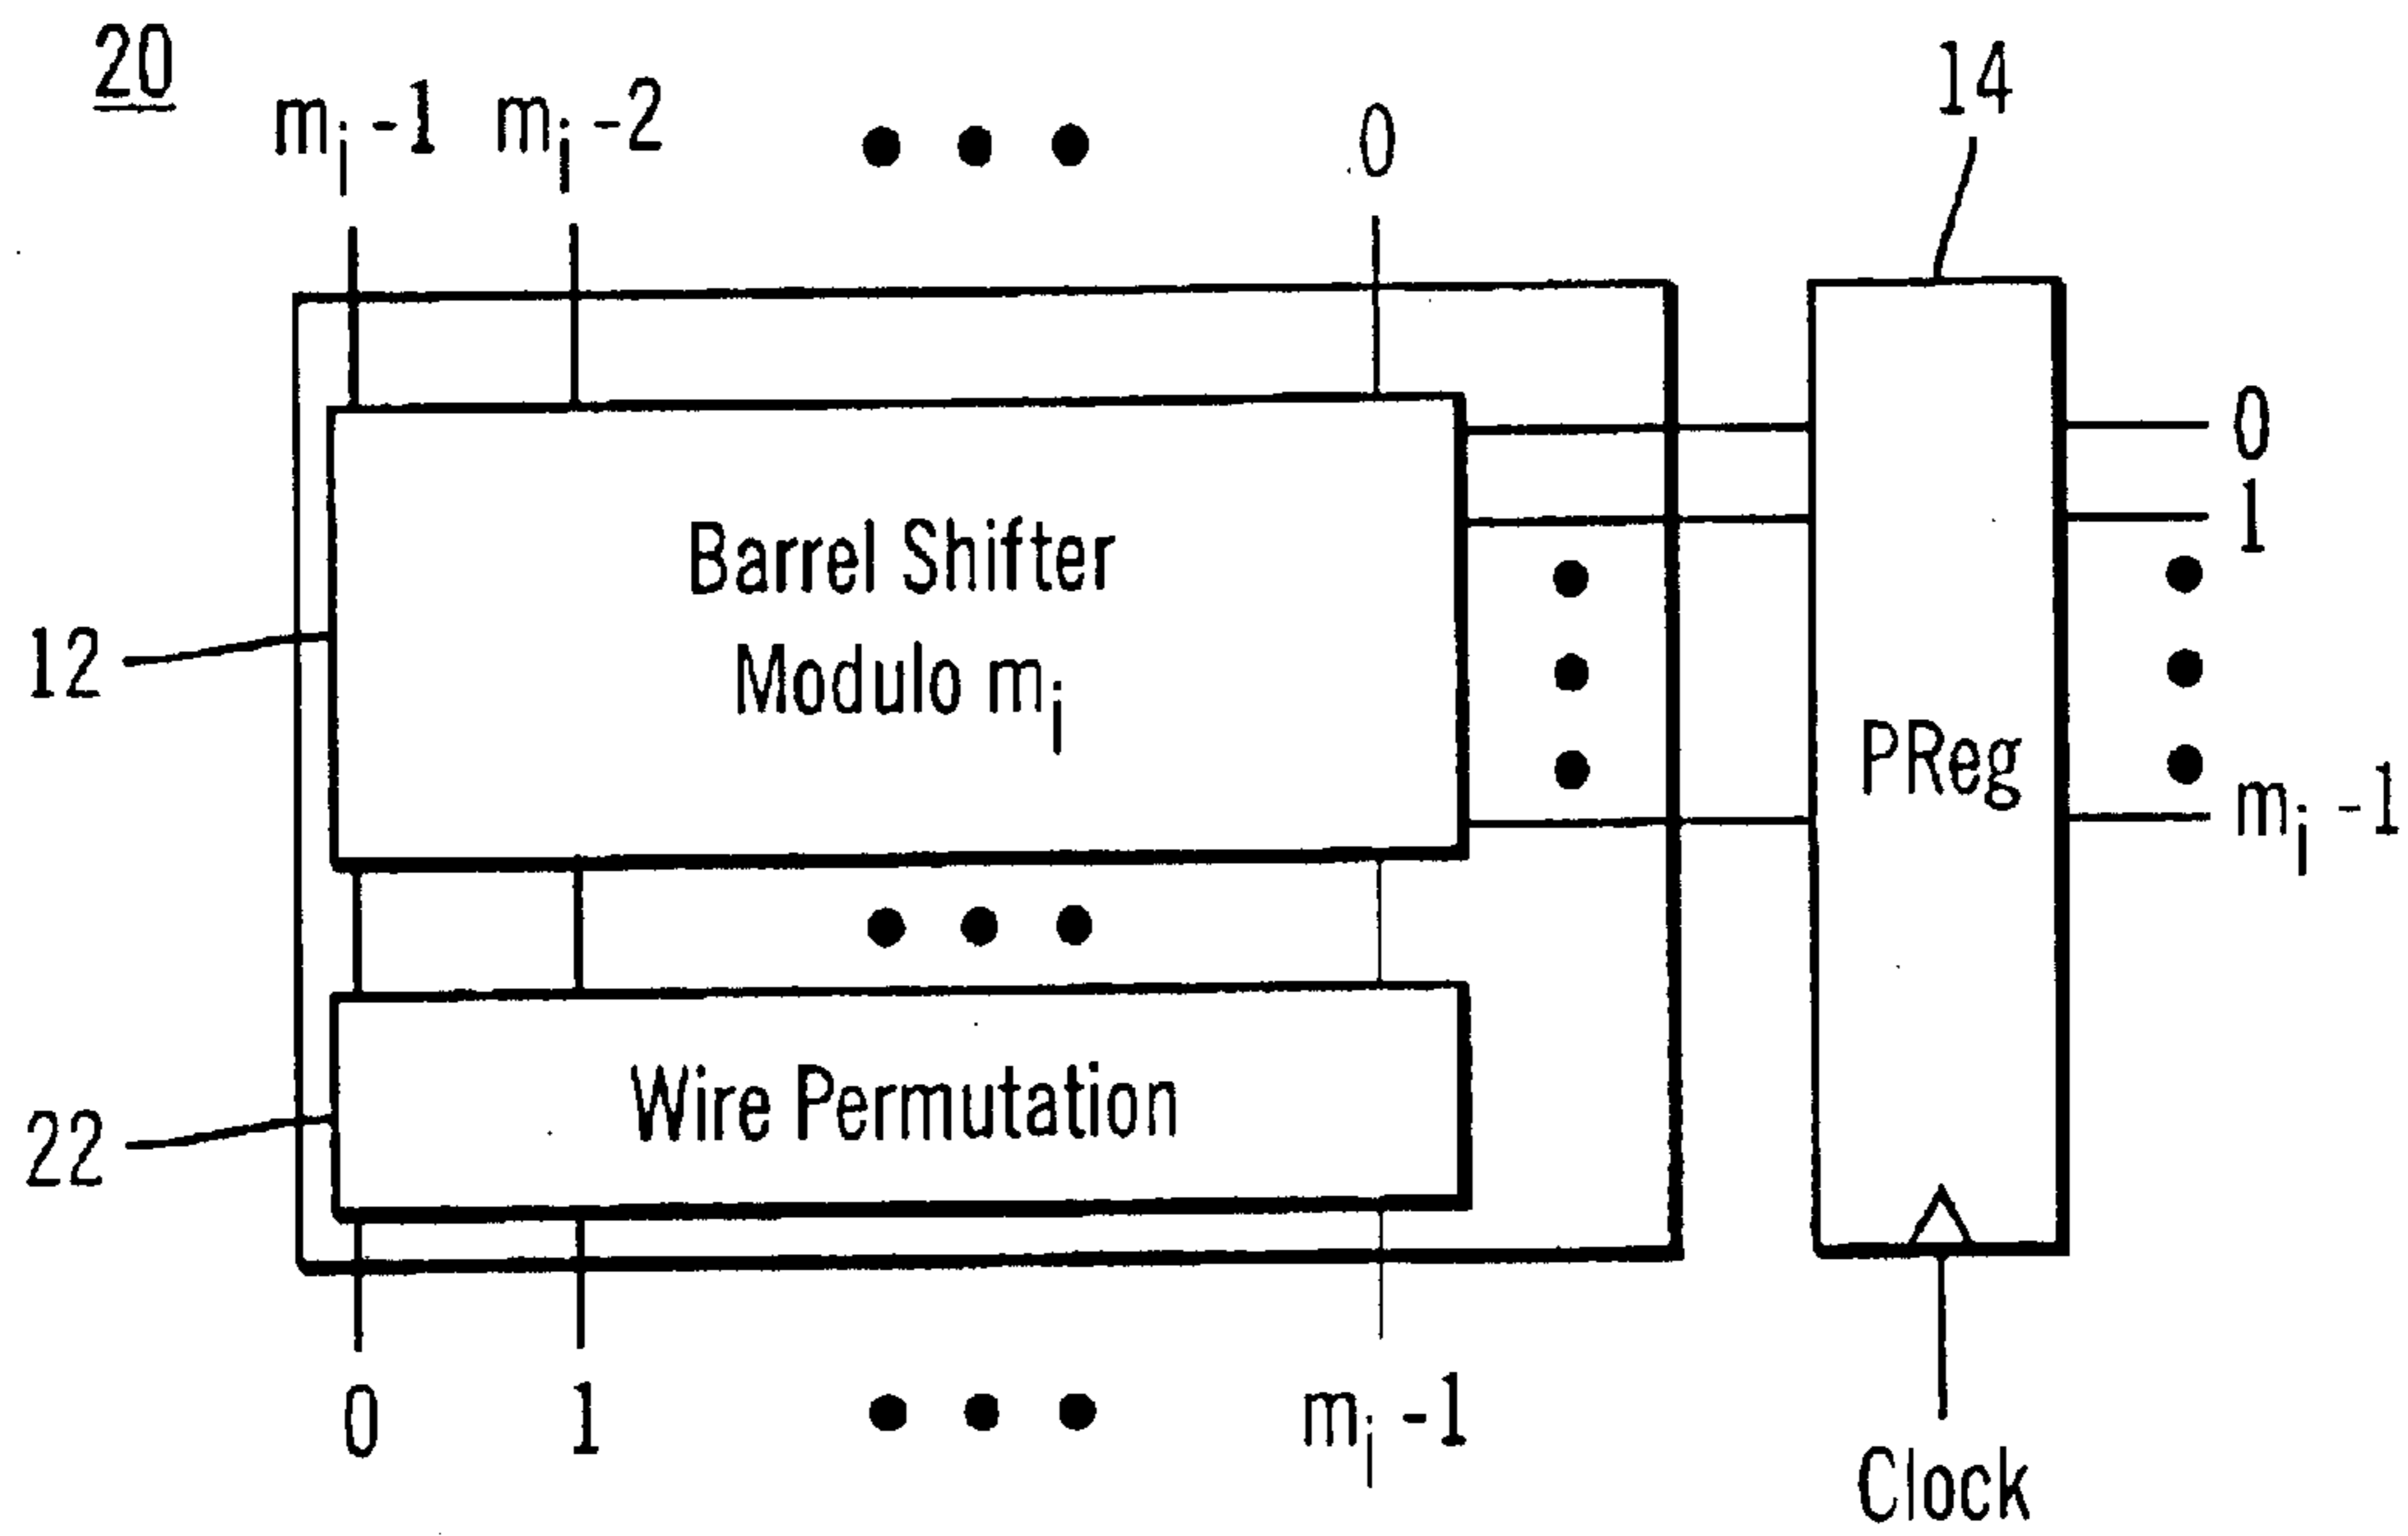 20
14
mi -1 mi -2 ● ● ● 0
0
1
●
●
●
mi -1
Barrel Shifter
Modulo mi
●
●
●
12
PReg
● ● ●
Wire Permutation
22
0 1 ● ● ● mi -1
Clock